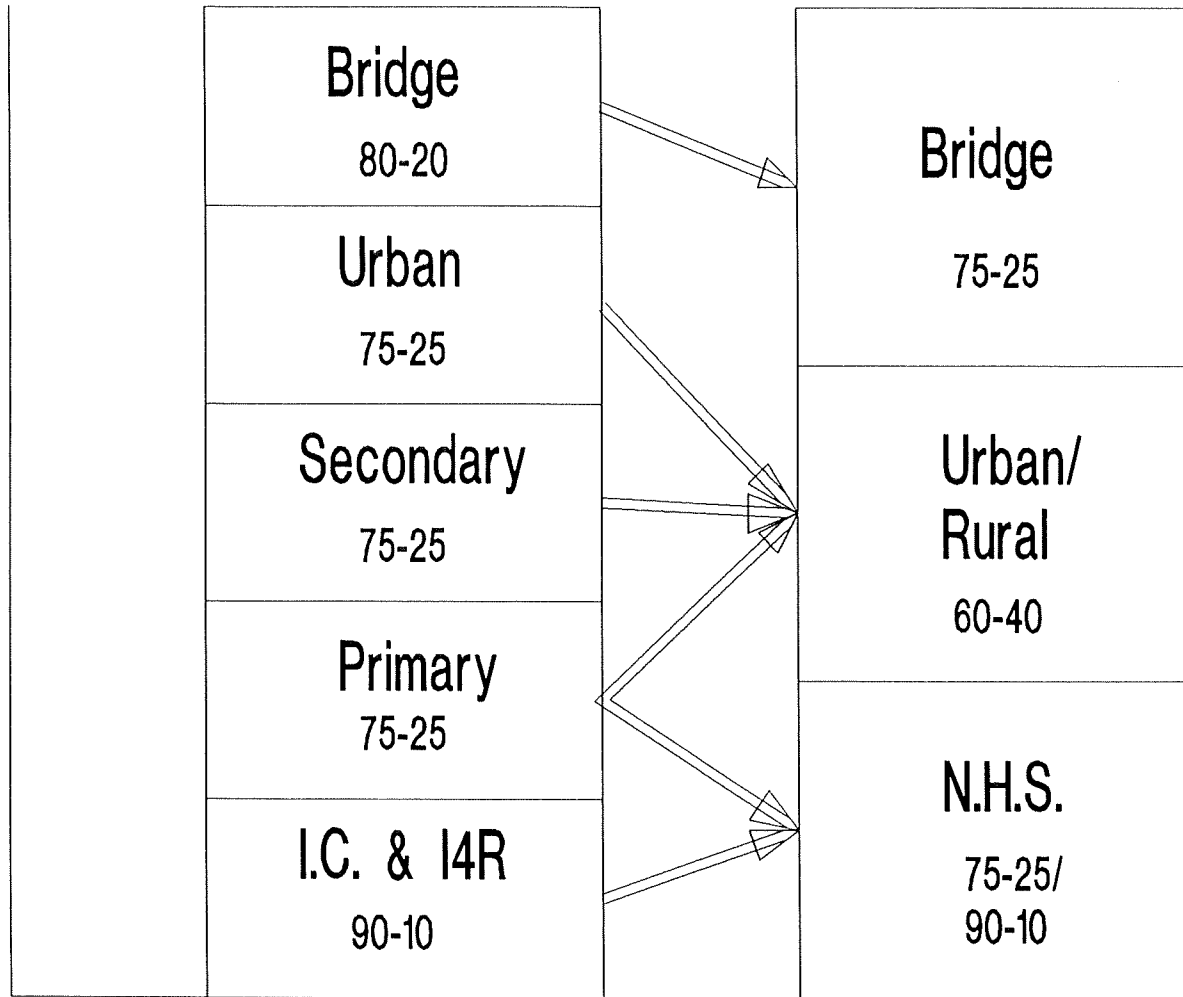 Bridge
80-20
Urban
75-25
Secondary
75-25
Primary
75-25
I.C. & I4R
90-10
Bridge
75-25
Urban/
Rural
60-40
N.H.S.
75-25/
90-10